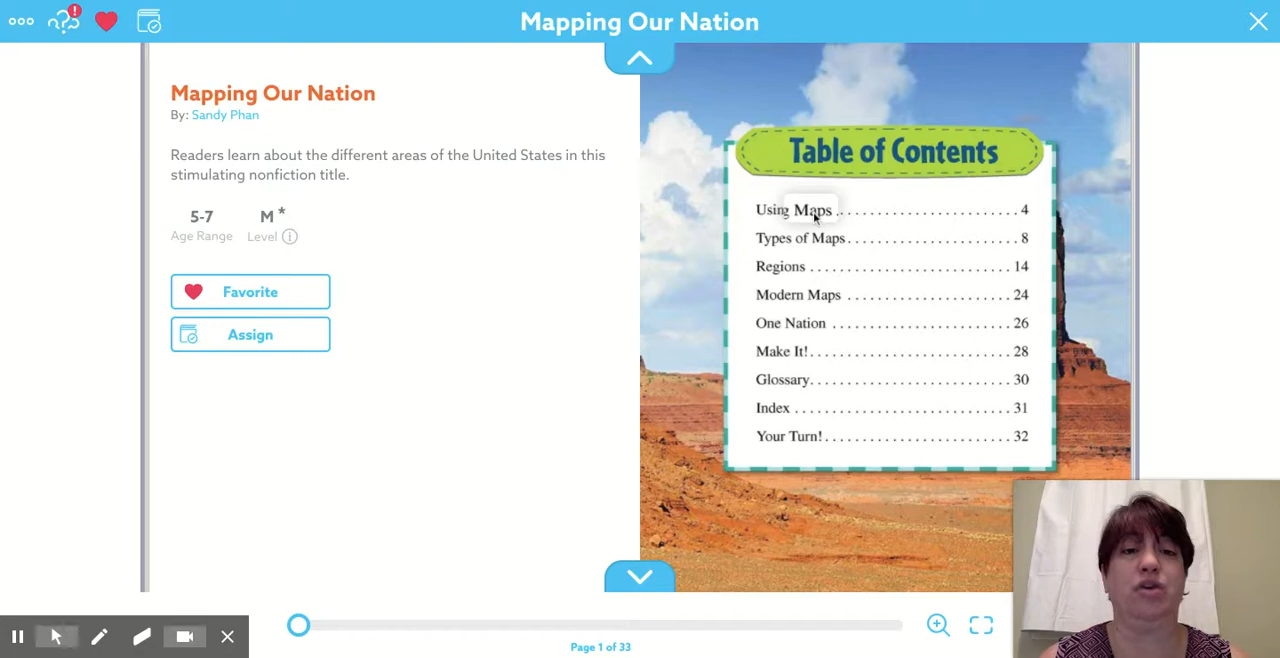 Mapping Our Nation
Mapping Our Nation
By: Sandy Phan
Readers learn about the different areas of the United States in this
stimulating nonfiction title.
5-7 M *
Age Range Level
Favorite
Assign
Table of Contents
Using Maps . . . . . . . . . . . . . . . . . . . . . . . . . 4
Types of Maps . . . . . . . . . . . . . . . . . . . . . . . . 8
Regions . . . . . . . . . . . . . . . . . . . . . . . . . . . 14
Modern Maps . . . . . . . . . . . . . . . . . . . . . . . 24
One Nation . . . . . . . . . . . . . . . . . . . . . . . . . 26
Make It! . . . . . . . . . . . . . . . . . . . . . . . . . . . 28
Glossary . . . . . . . . . . . . . . . . . . . . . . . . . . . 30
Index . . . . . . . . . . . . . . . . . . . . . . . . . . . . . 31
Your Turn! . . . . . . . . . . . . . . . . . . . . . . . . . 32
Page 1 of 33